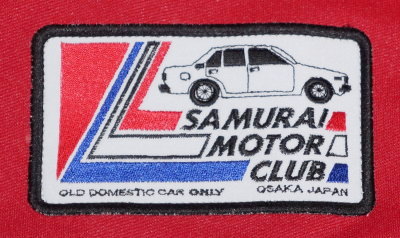 SAMURAI
MOTOR
CLUB
OLD DOMESTIC CAR ONLY OSAKA JAPAN